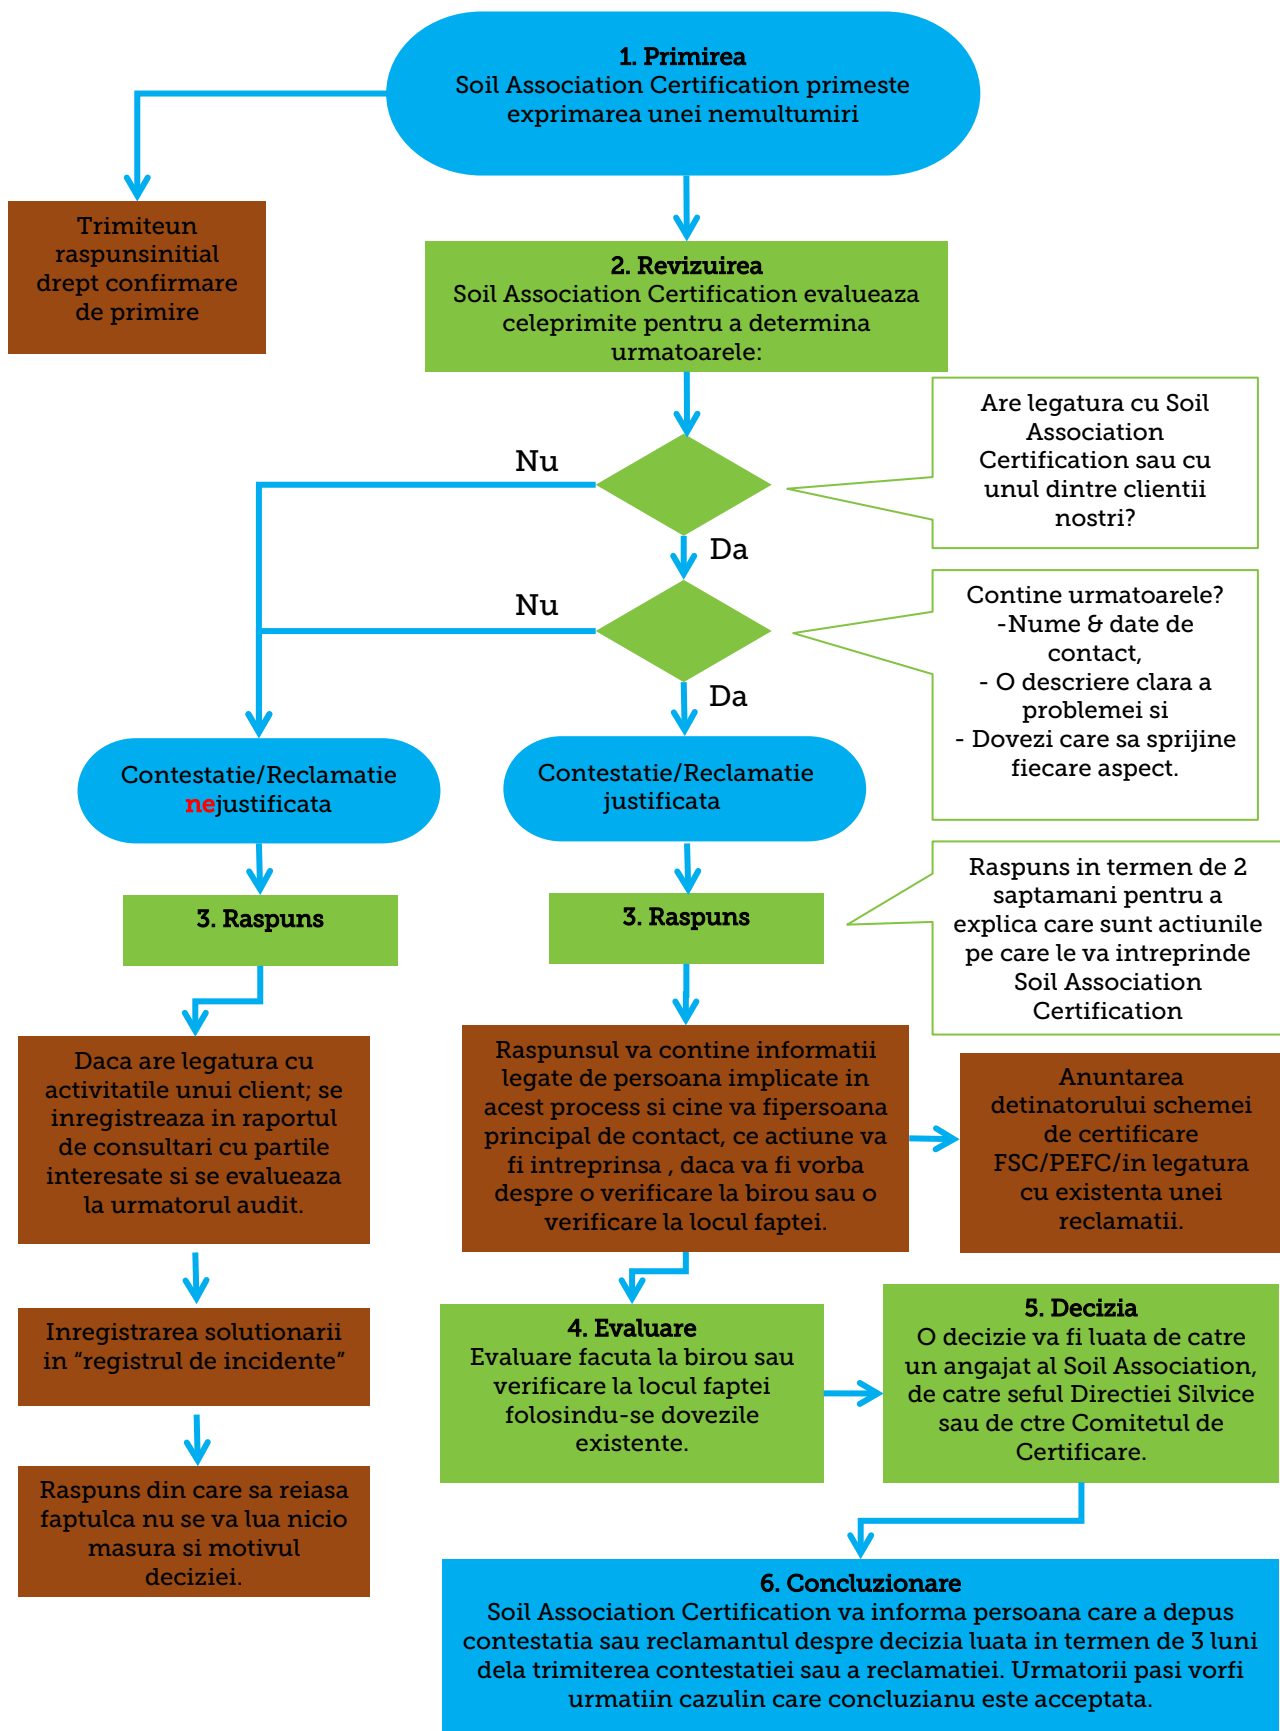 1. Primirea
Soil Association Certification primeste
exprimarea unei nemultumiri
Trimiteun
raspunsinitial
drept confirmare
de primire
2. Revizuirea
Soil Association Certification evalueaza
celeprimite pentru a determina
urmatoarele:
Are legatura cu Soil
Association
Certification sau cu
unul dintre clientii
nostri?
Nu
Da
Contine urmatoarele?
-Nume & date de
contact,
- O descriere clara a
problemei si
- Dovezi care sa sprijine
fiecare aspect.
Nu
Da
Contestatie/Reclamatie
nejustificata
Contestatie/Reclamatie
justificata
3. Raspuns
3. Raspuns
Raspuns in termen de 2
saptamani pentru a
explica care sunt actiunile
pe care le va intreprinde
Soil Association
Certification
Daca are legatura cu
activitatile unui client; se
inregistreaza in raportul
de consultari cu partile
interesate si se evalueaza
la urmatorul audit.
Raspunsul va contine informatii
legate de persoana implicate in
acest process si cine va fipersoana
principal de contact, ce actiune va
fi intreprinsa , daca va fi vorba
despre o verificare la birou sau o
verificare la locul faptei.
Anuntarea
detinatorului schemei
de certificare
FSC/PEFC/in legatura
cu existenta unei
reclamatii.
Inregistrarea solutionarii
in “registrul de incidente”
4. Evaluare
Evaluare facuta la birou sau
verificare la locul faptei
folosindu-se dovezile
existente.
5. Decizia
O decizie va fi luata de catre
un angajat al Soil Association,
de catre seful Directiei Silvice
sau de ctre Comitetul de
Certificare.
Raspuns din care sa reiasa
faptulca nu se va lua nicio
masura si motivul
deciziei.
6. Concluzionare
Soil Association Certification va informa persoana care a depus
contestatia sau reclamantul despre decizia luata in termen de 3 luni
dela trimiterea contestatiei sau a reclamatiei. Urmatorii pasi vorfi
urmatiin cazulin care concluzianu este acceptata.